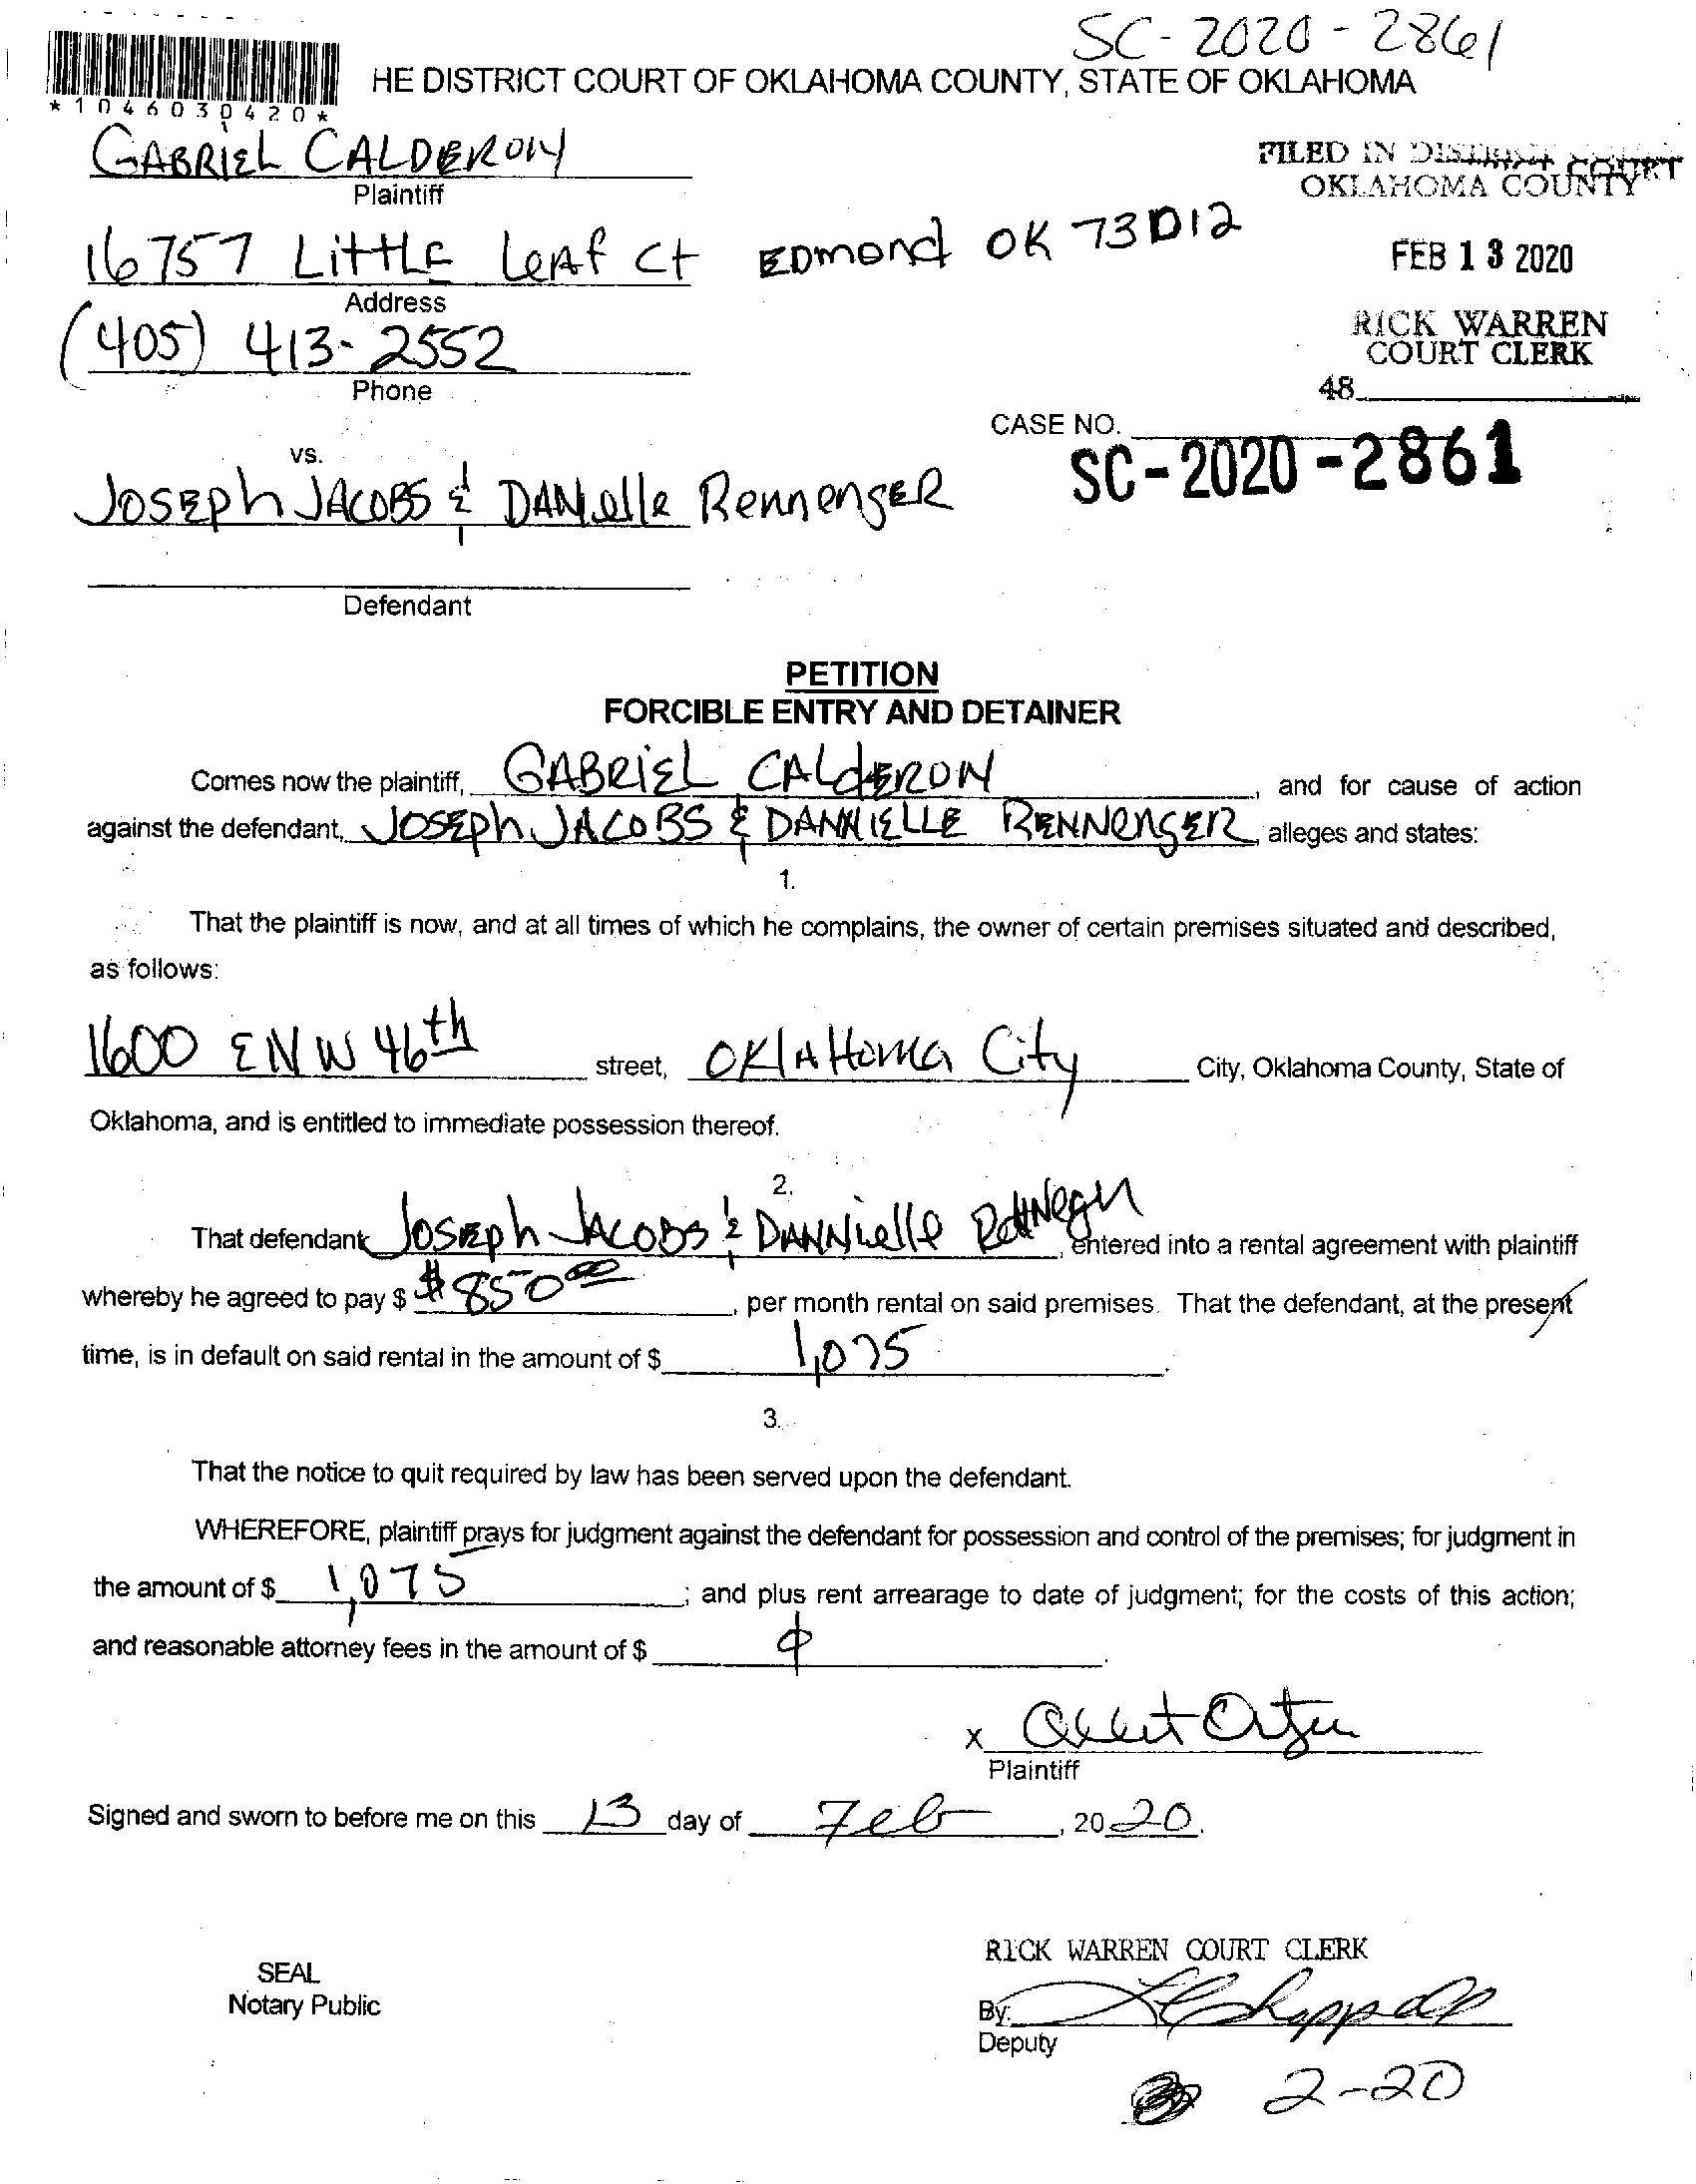 SC-2020-2861
HE DISTRICT COURT OF OKLAHOMA COUNTY, STATE OF OKLAHOMA
*1046030420*
GABRIEL CALDERON
Plaintiff
FILED IN DISTRICT COURT
OKLAHOMA COUNTY
16757 LittLE LeAf Ct EDmond OK 73012
Address
FEB 13 2020
(405) 413-2552
Phone
RICK WARREN
COURT CLERK
48
CASE NO.
SC-2020-2861
vs.
JOSEph JACOBS & DANielle RennengER
Defendant
PETITION
FORCIBLE ENTRY AND DETAINER
Comes now the plaintiff, GABRiEL CALdERON, and for cause of action
against the defendant, JOSEph JACOBS & DANNIELLE RENNengER, alleges and states:
1.
That the plaintiff is now, and at all times of which he complains, the owner of certain premises situated and described,
as follows:
1600 E NW 46th street, OKlAHoma City City, Oklahoma County, State of
Oklahoma, and is entitled to immediate possession thereof.
2.
That defendant JosEph JACOBS & DANNielle, entered into a rental agreement with plaintiff
whereby he agreed to pay $ $850.00, per month rental on said premises. That the defendant, at the present
time, is in default on said rental in the amount of $ 1,075.
3.
That the notice to quit required by law has been served upon the defendant.
WHEREFORE, plaintiff prays for judgment against the defendant for possession and control of the premises; for judgment in
the amount of $ 1,075; and plus rent arrearage to date of judgment; for the costs of this action;
and reasonable attorney fees in the amount of $ φ.
X
Plaintiff
Signed and sworn to before me on this 13 day of Feb, 2020.
SEAL
Notary Public
RICK WARREN COURT CLERK
By:
Deputy
2-20